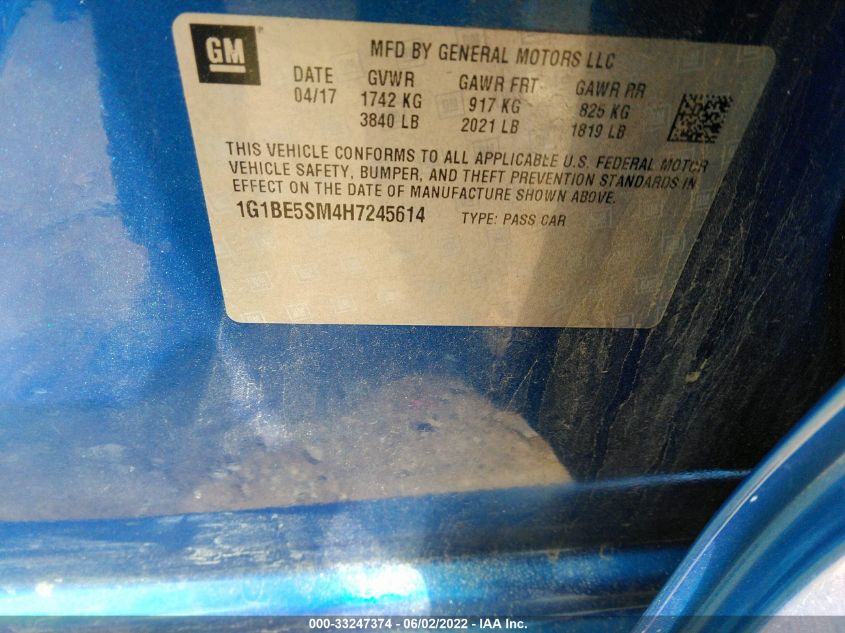 GM
MFD BY GENERAL MOTORS LLC
DATE GVWR GAWR FRT GAWR RR
04/17 1742 KG 917 KG 825 KG
3840 LB 2021 LB 1819 LB
THIS VEHICLE CONFORMS TO ALL APPLICABLE U.S. FEDERAL MOTOR
VEHICLE SAFETY, BUMPER, AND THEFT PREVENTION STANDARDS IN
EFFECT ON THE DATE OF MANUFACTURE SHOWN ABOVE.
1G1BE5SM4H7245614 TYPE: PASS CAR
000-33247374 - 06/02/2022 - IAA Inc.